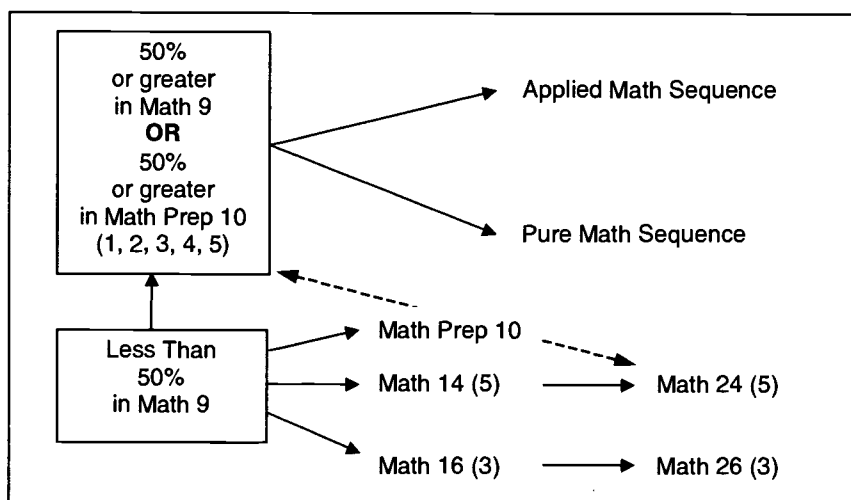 50%
or greater
in Math 9
OR
50%
or greater
in Math Prep 10
(1, 2, 3, 4, 5)
Applied Math Sequence
Pure Math Sequence
Less Than
50%
in Math 9
Math Prep 10
Math 14 (5)
Math 24 (5)
Math 16 (3)
Math 26 (3)